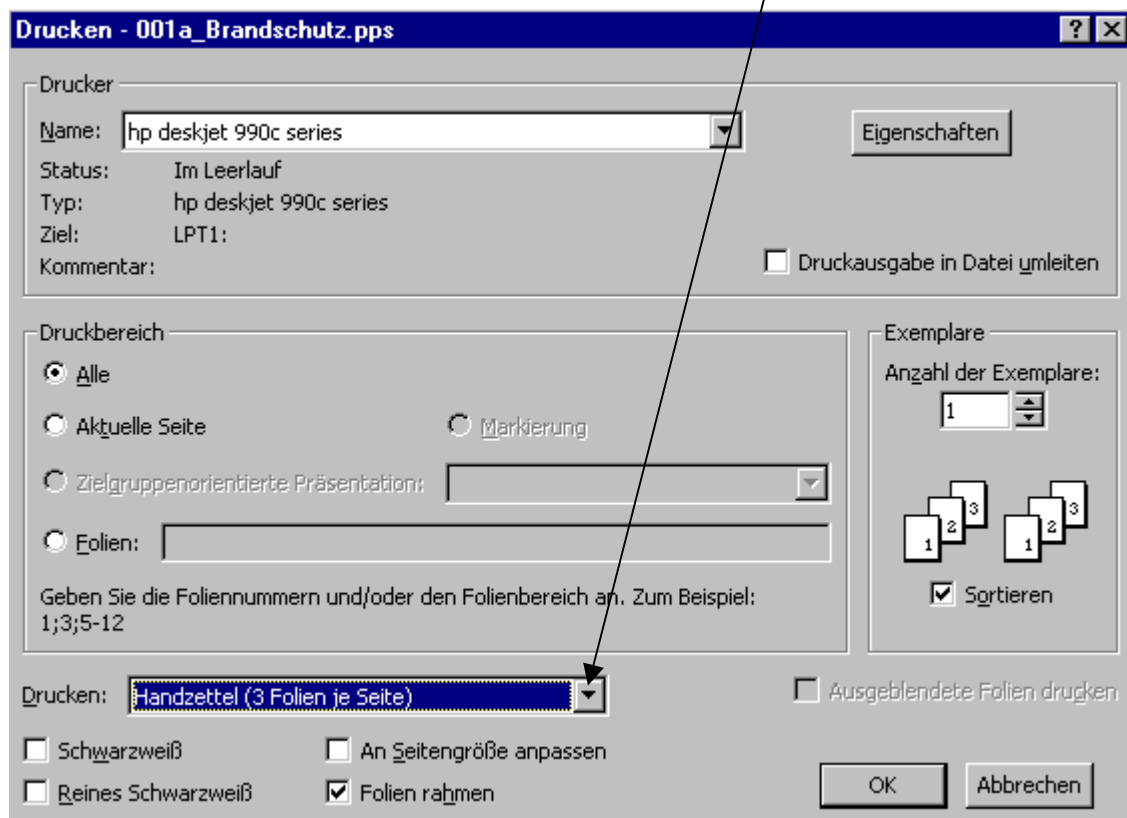 Drucken - 001a_Brandschutz.pps
Drucker
Name: hp deskjet 990c series Eigenschaften
Status: Im Leerlauf
Typ: hp deskjet 990c series
Ziel: LPT1:
Kommentar: Druckausgabe in Datei umleiten
Druckbereich
Alle
Aktuelle Seite Markierung
Zielgruppenorientierte Präsentation:
Folien:
Geben Sie die Foliennummern und/oder den Folienbereich an. Zum Beispiel:
1;3;5-12
Exemplare
Anzahl der Exemplare:
1
3 3
2 2
1 1
Sortieren
Drucken: Handzettel (3 Folien je Seite) Ausgeblendete Folien drucken
Schwarzweiß An Seitengröße anpassen
Reines Schwarzweiß Folien rahmen OK Abbrechen